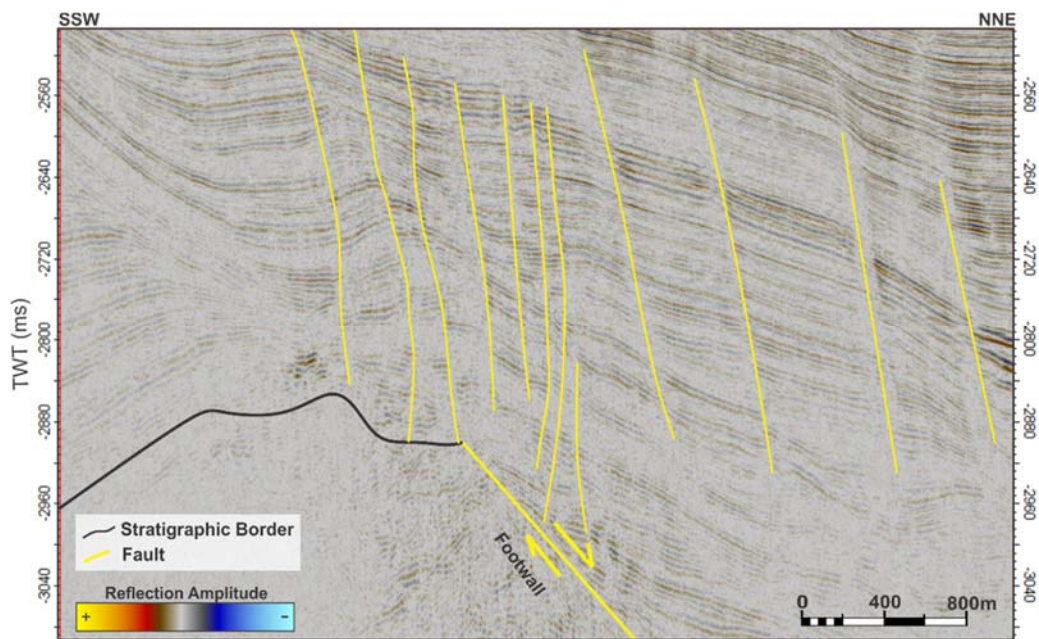 SSW NNE
-2560 -2560
-2640 -2640
-2720 -2720
TWT (ms)
-2800 -2800
-2880 -2880
-2960 -2960
Stratigraphic Border
Fault
Footwall
-3040 -3040
Reflection Amplitude
+ −
0 400 800m